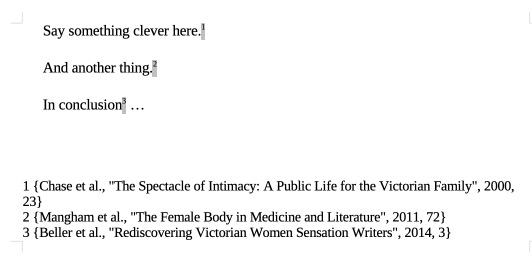 Say something clever here.1
And another thing.2
In conclusion3 …
1 {Chase et al., "The Spectacle of Intimacy: A Public Life for the Victorian Family", 2000,
23}
2 {Mangham et al., "The Female Body in Medicine and Literature", 2011, 72}
3 {Beller et al., "Rediscovering Victorian Women Sensation Writers", 2014, 3}